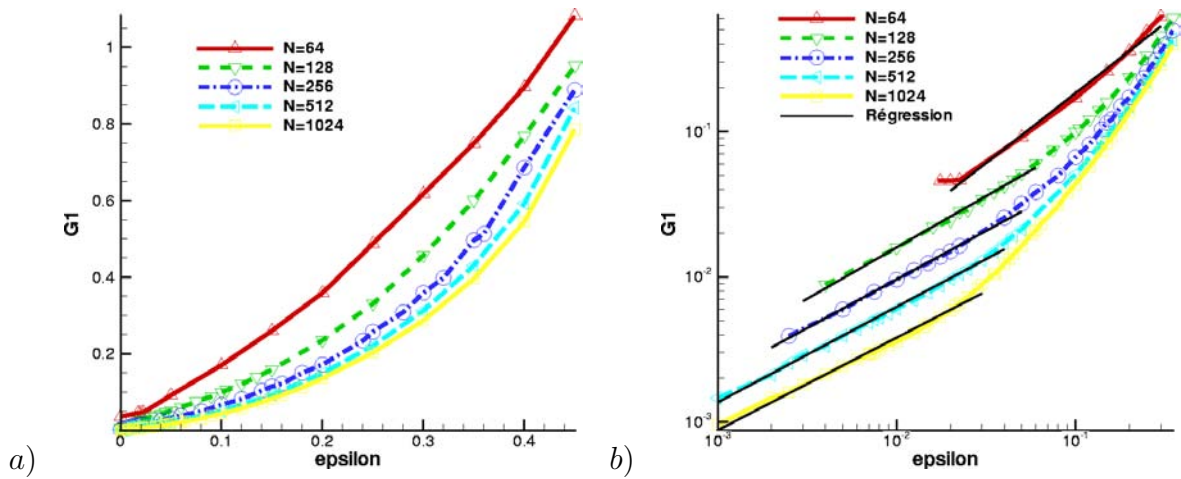 1
0.8
0.6
0.4
0.2
G1
0
0.1
0.2
0.3
0.4
epsilon
N=64
N=128
N=256
N=512
N=1024
a)
10⁻¹
10⁻²
10⁻³
G1
10⁻³
10⁻²
10⁻¹
epsilon
N=64
N=128
N=256
N=512
N=1024
Régression
b)